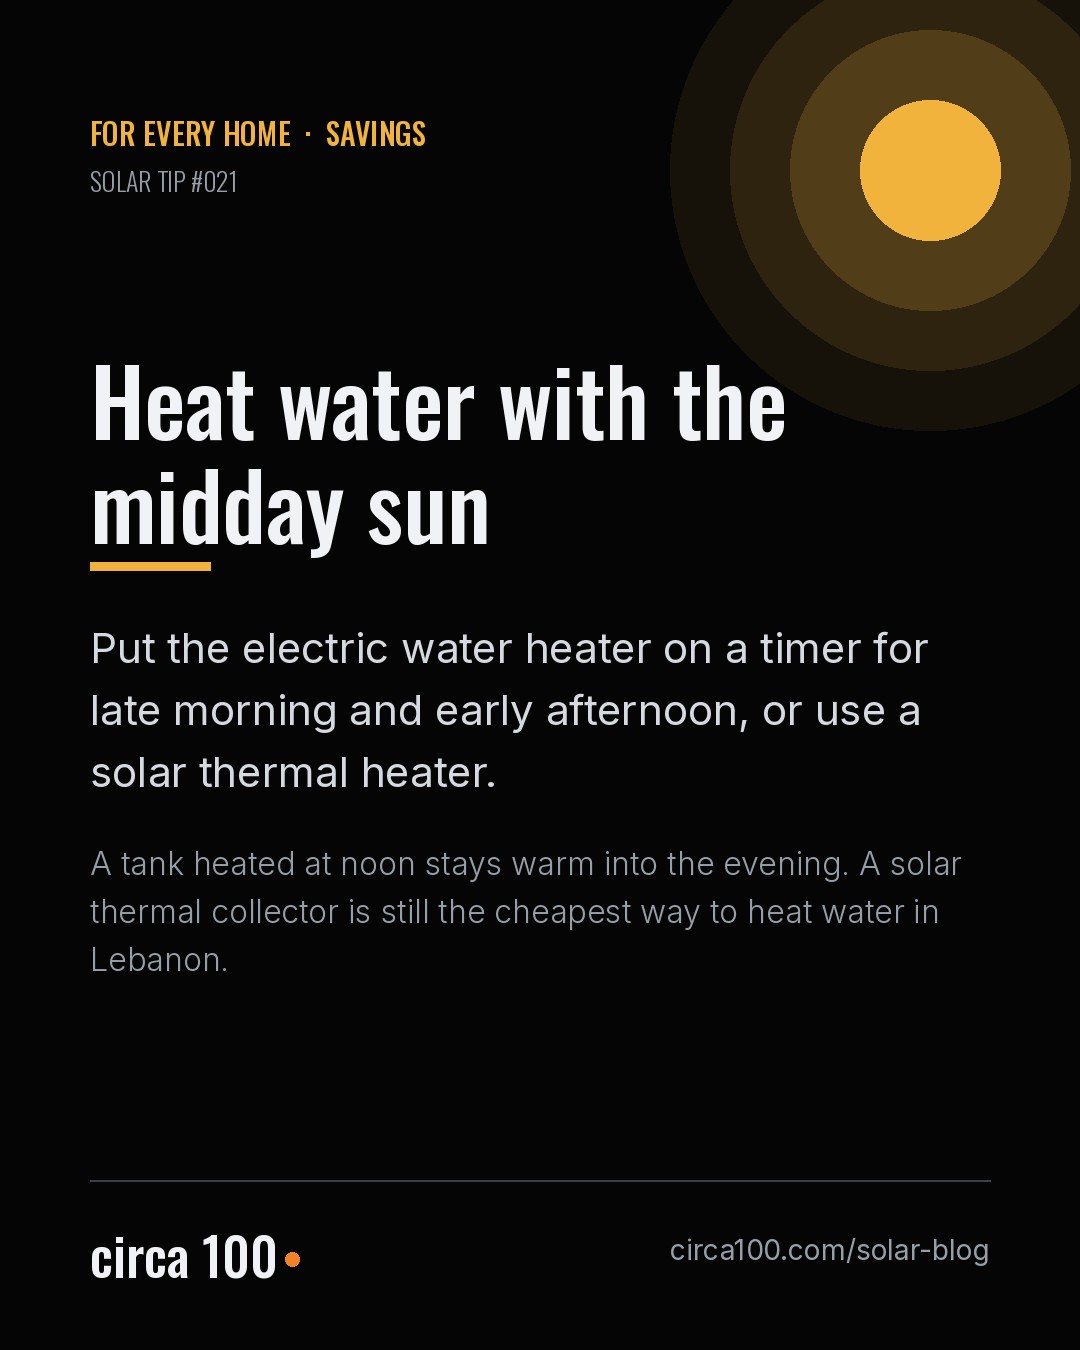 FOR EVERY HOME · SAVINGS
SOLAR TIP #021
Heat water with the
midday sun
Put the electric water heater on a timer for
late morning and early afternoon, or use a
solar thermal heater.
A tank heated at noon stays warm into the evening. A solar
thermal collector is still the cheapest way to heat water in
Lebanon.
circa 100
circa100.com/solar-blog